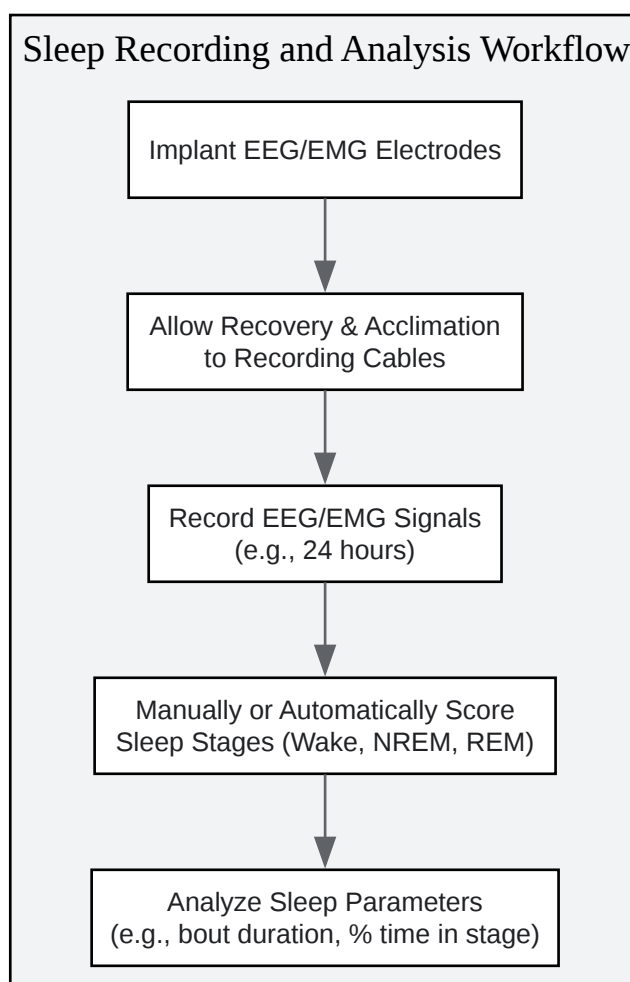 Sleep Recording and Analysis Workflow
Implant EEG/EMG Electrodes
Allow Recovery & Acclimation
to Recording Cables
Record EEG/EMG Signals
(e.g., 24 hours)
Manually or Automatically Score
Sleep Stages (Wake, NREM, REM)
Analyze Sleep Parameters
(e.g., bout duration, % time in stage)